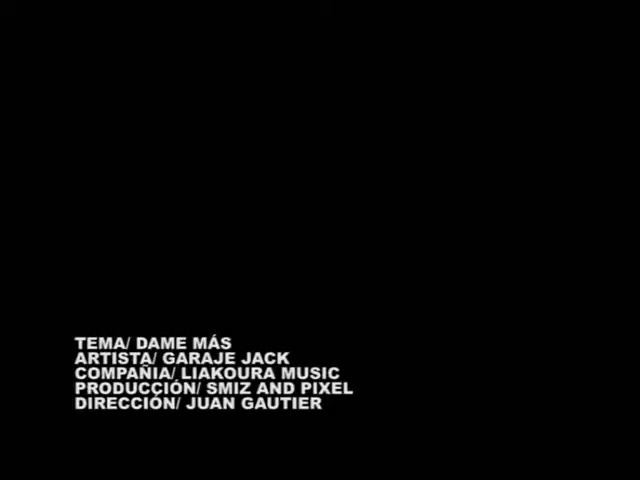 TEMA/ DAME MÁS
ARTISTA/ GARAJE JACK
COMPAÑIA/ LIAKOURA MUSIC
PRODUCCIÓN/ SMIZ AND PIXEL
DIRECCIÓN/ JUAN GAUTIER